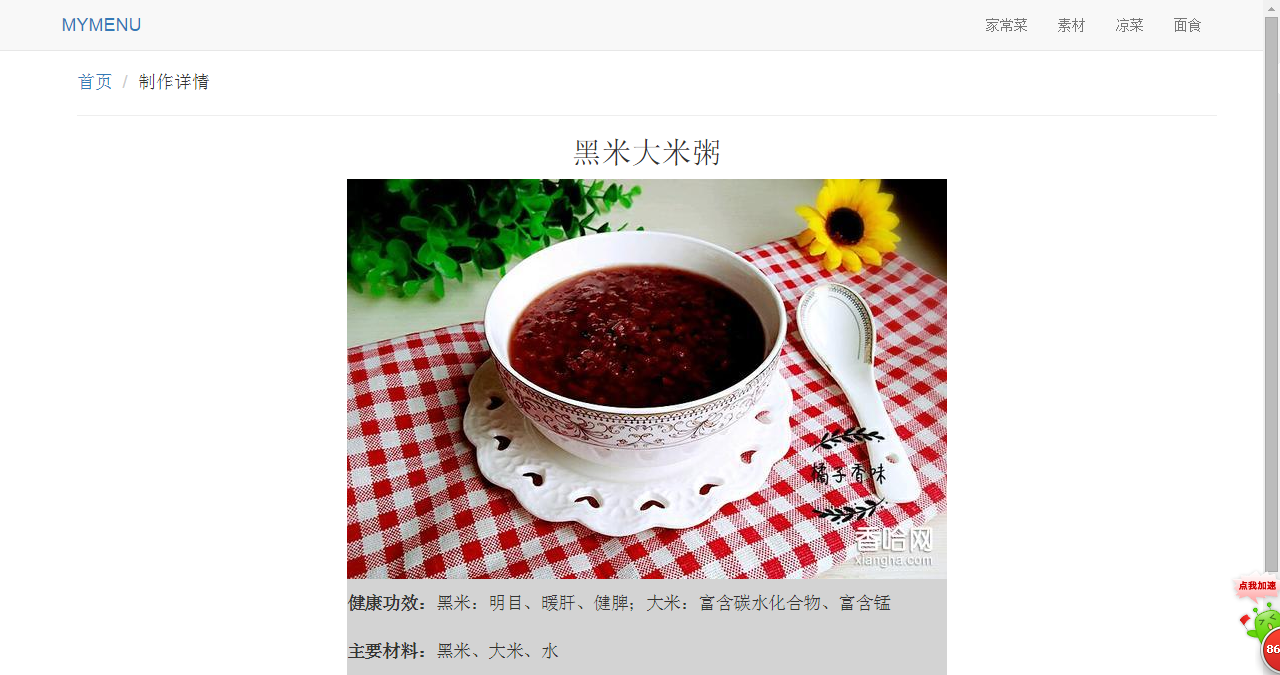 MYMENU 家常菜 素材 凉菜 面食
首页 / 制作详情
黑米大米粥
橘子香味
香哈网
xiangha.com
健康功效：黑米：明目、暖肝、健脾；大米：富含碳水化合物、富含锰
主要材料：黑米、大米、水
点我加速
86